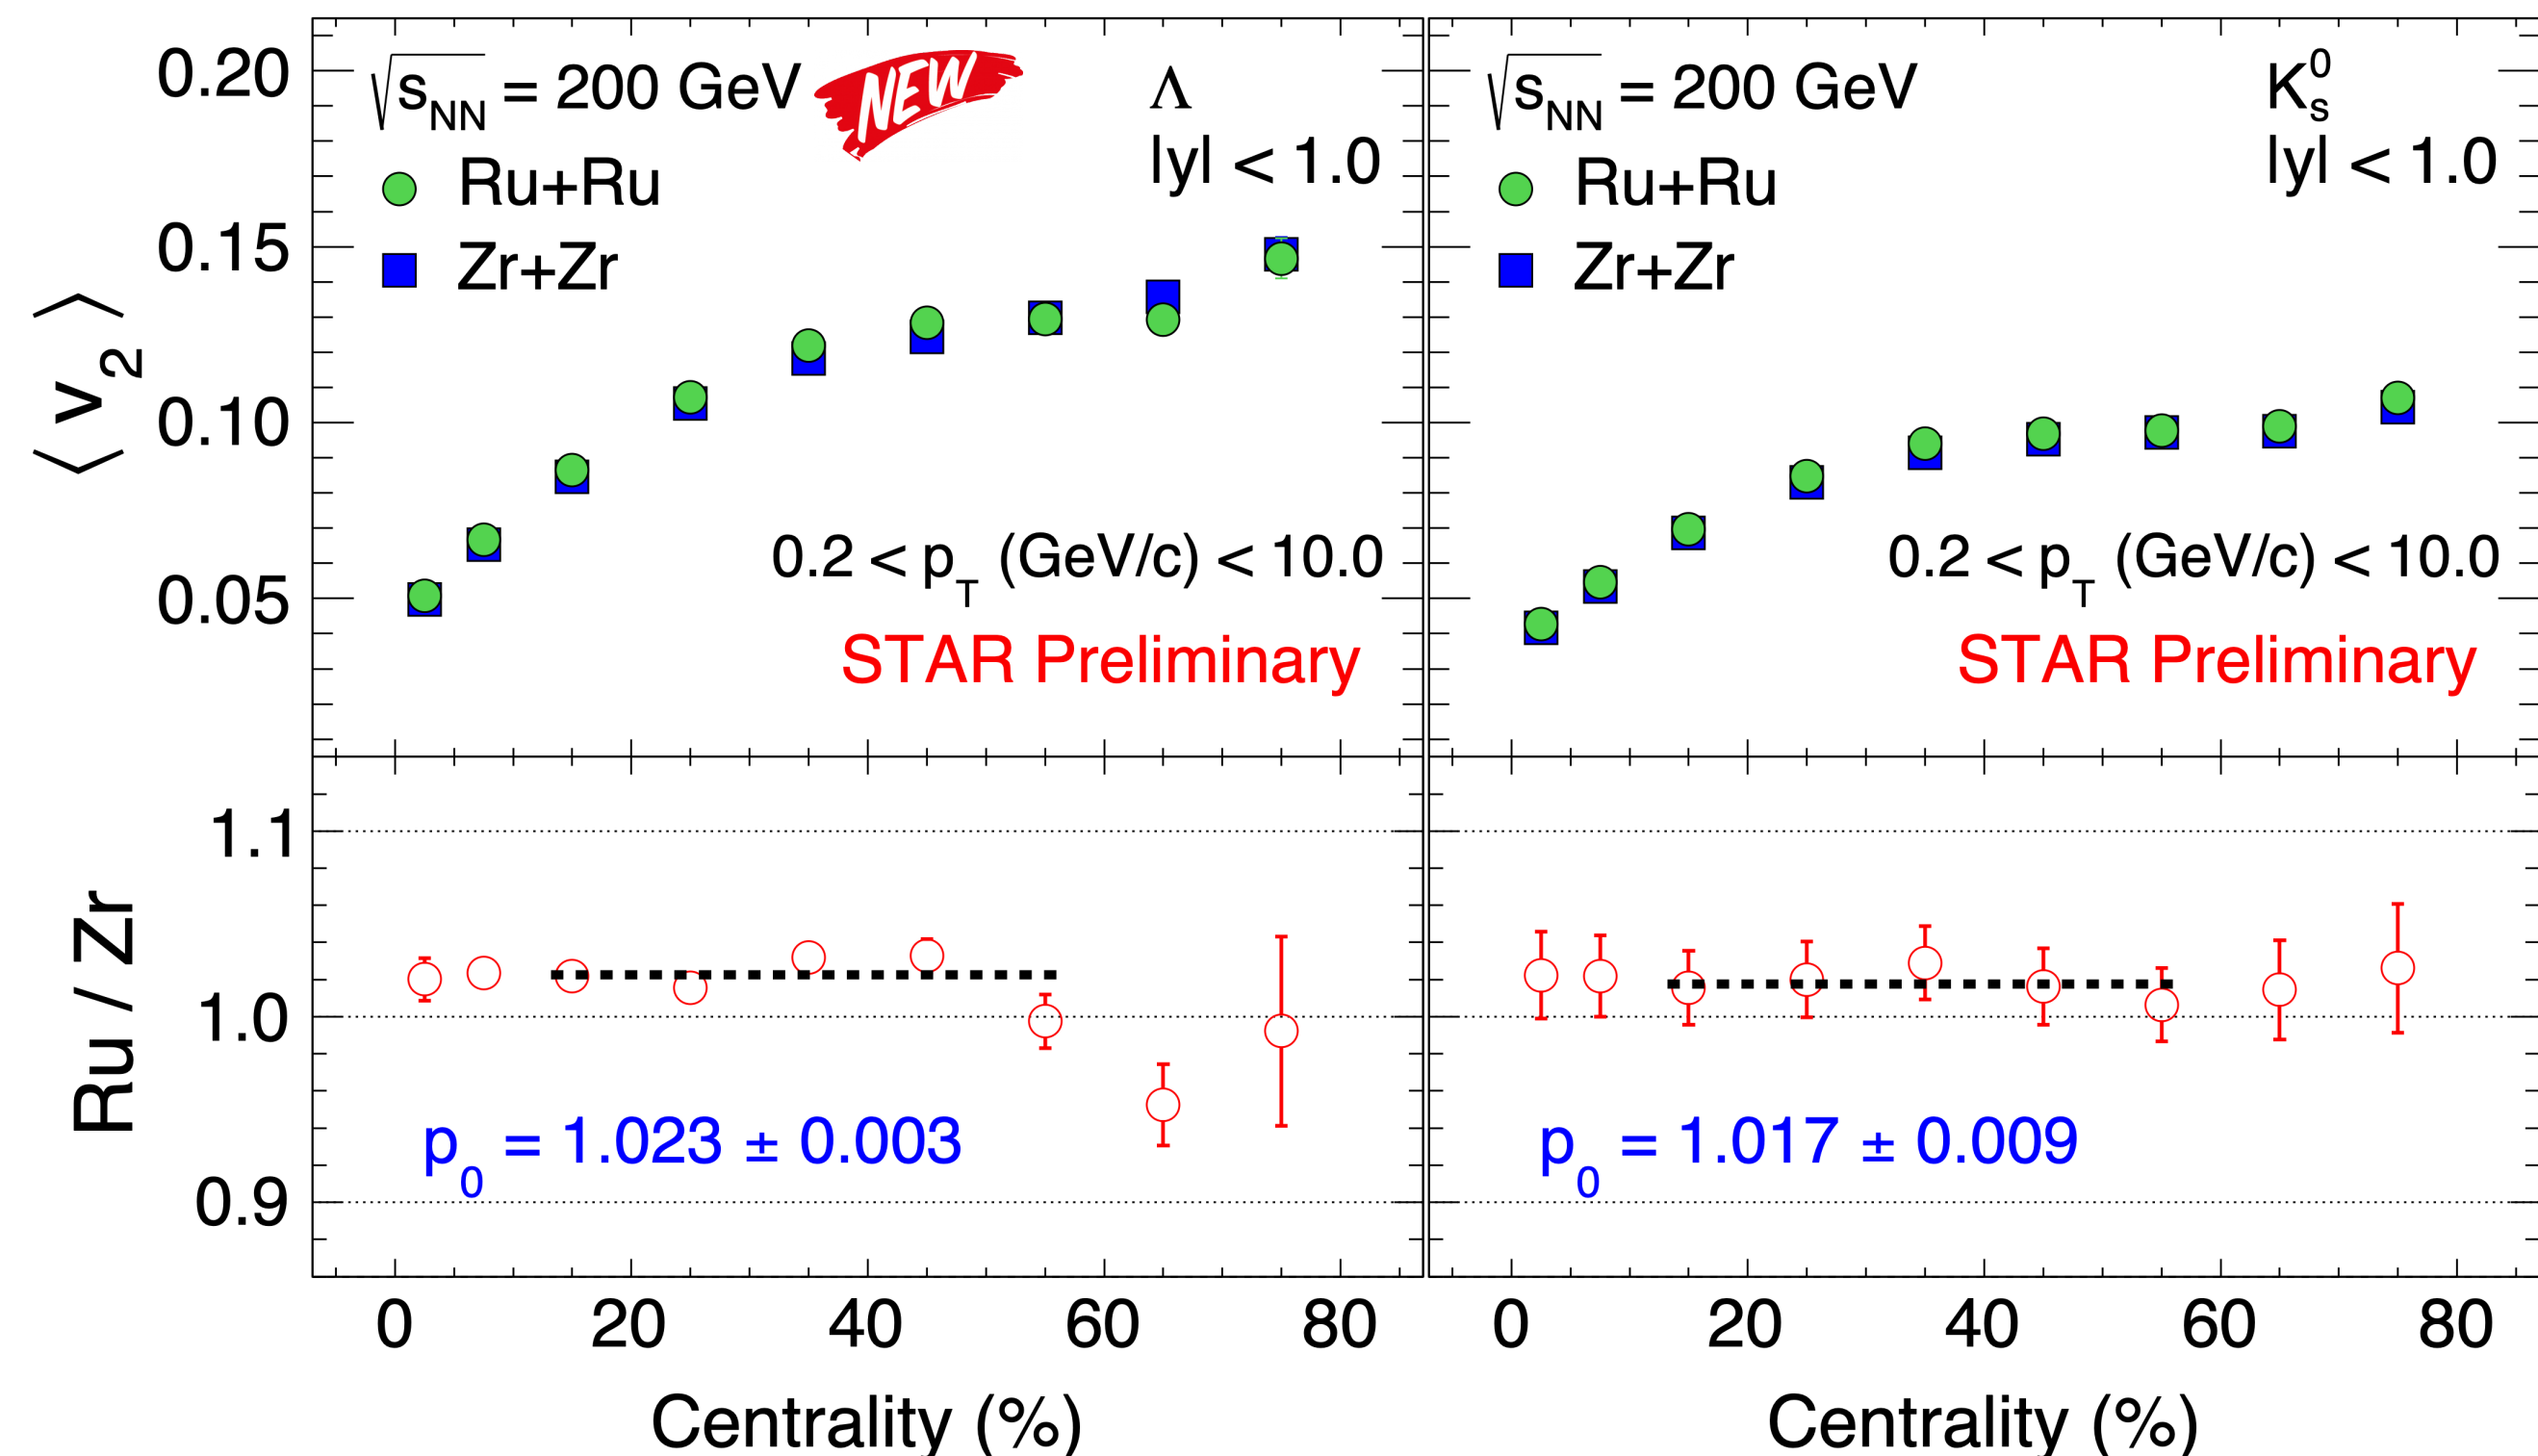 ⟨v₂⟩
0.20
0.15
0.10
0.05
√sNN = 200 GeV
NEW
Ru+Ru
Zr+Zr
Λ
|y| < 1.0
0.2 < pT (GeV/c) < 10.0
STAR Preliminary
√sNN = 200 GeV
Ru+Ru
Zr+Zr
K⁰s
|y| < 1.0
0.2 < pT (GeV/c) < 10.0
STAR Preliminary
Ru / Zr
1.1
1.0
0.9
p₀ = 1.023 ± 0.003
p₀ = 1.017 ± 0.009
0 20 40 60 80
0 20 40 60 80
Centrality (%)
Centrality (%)